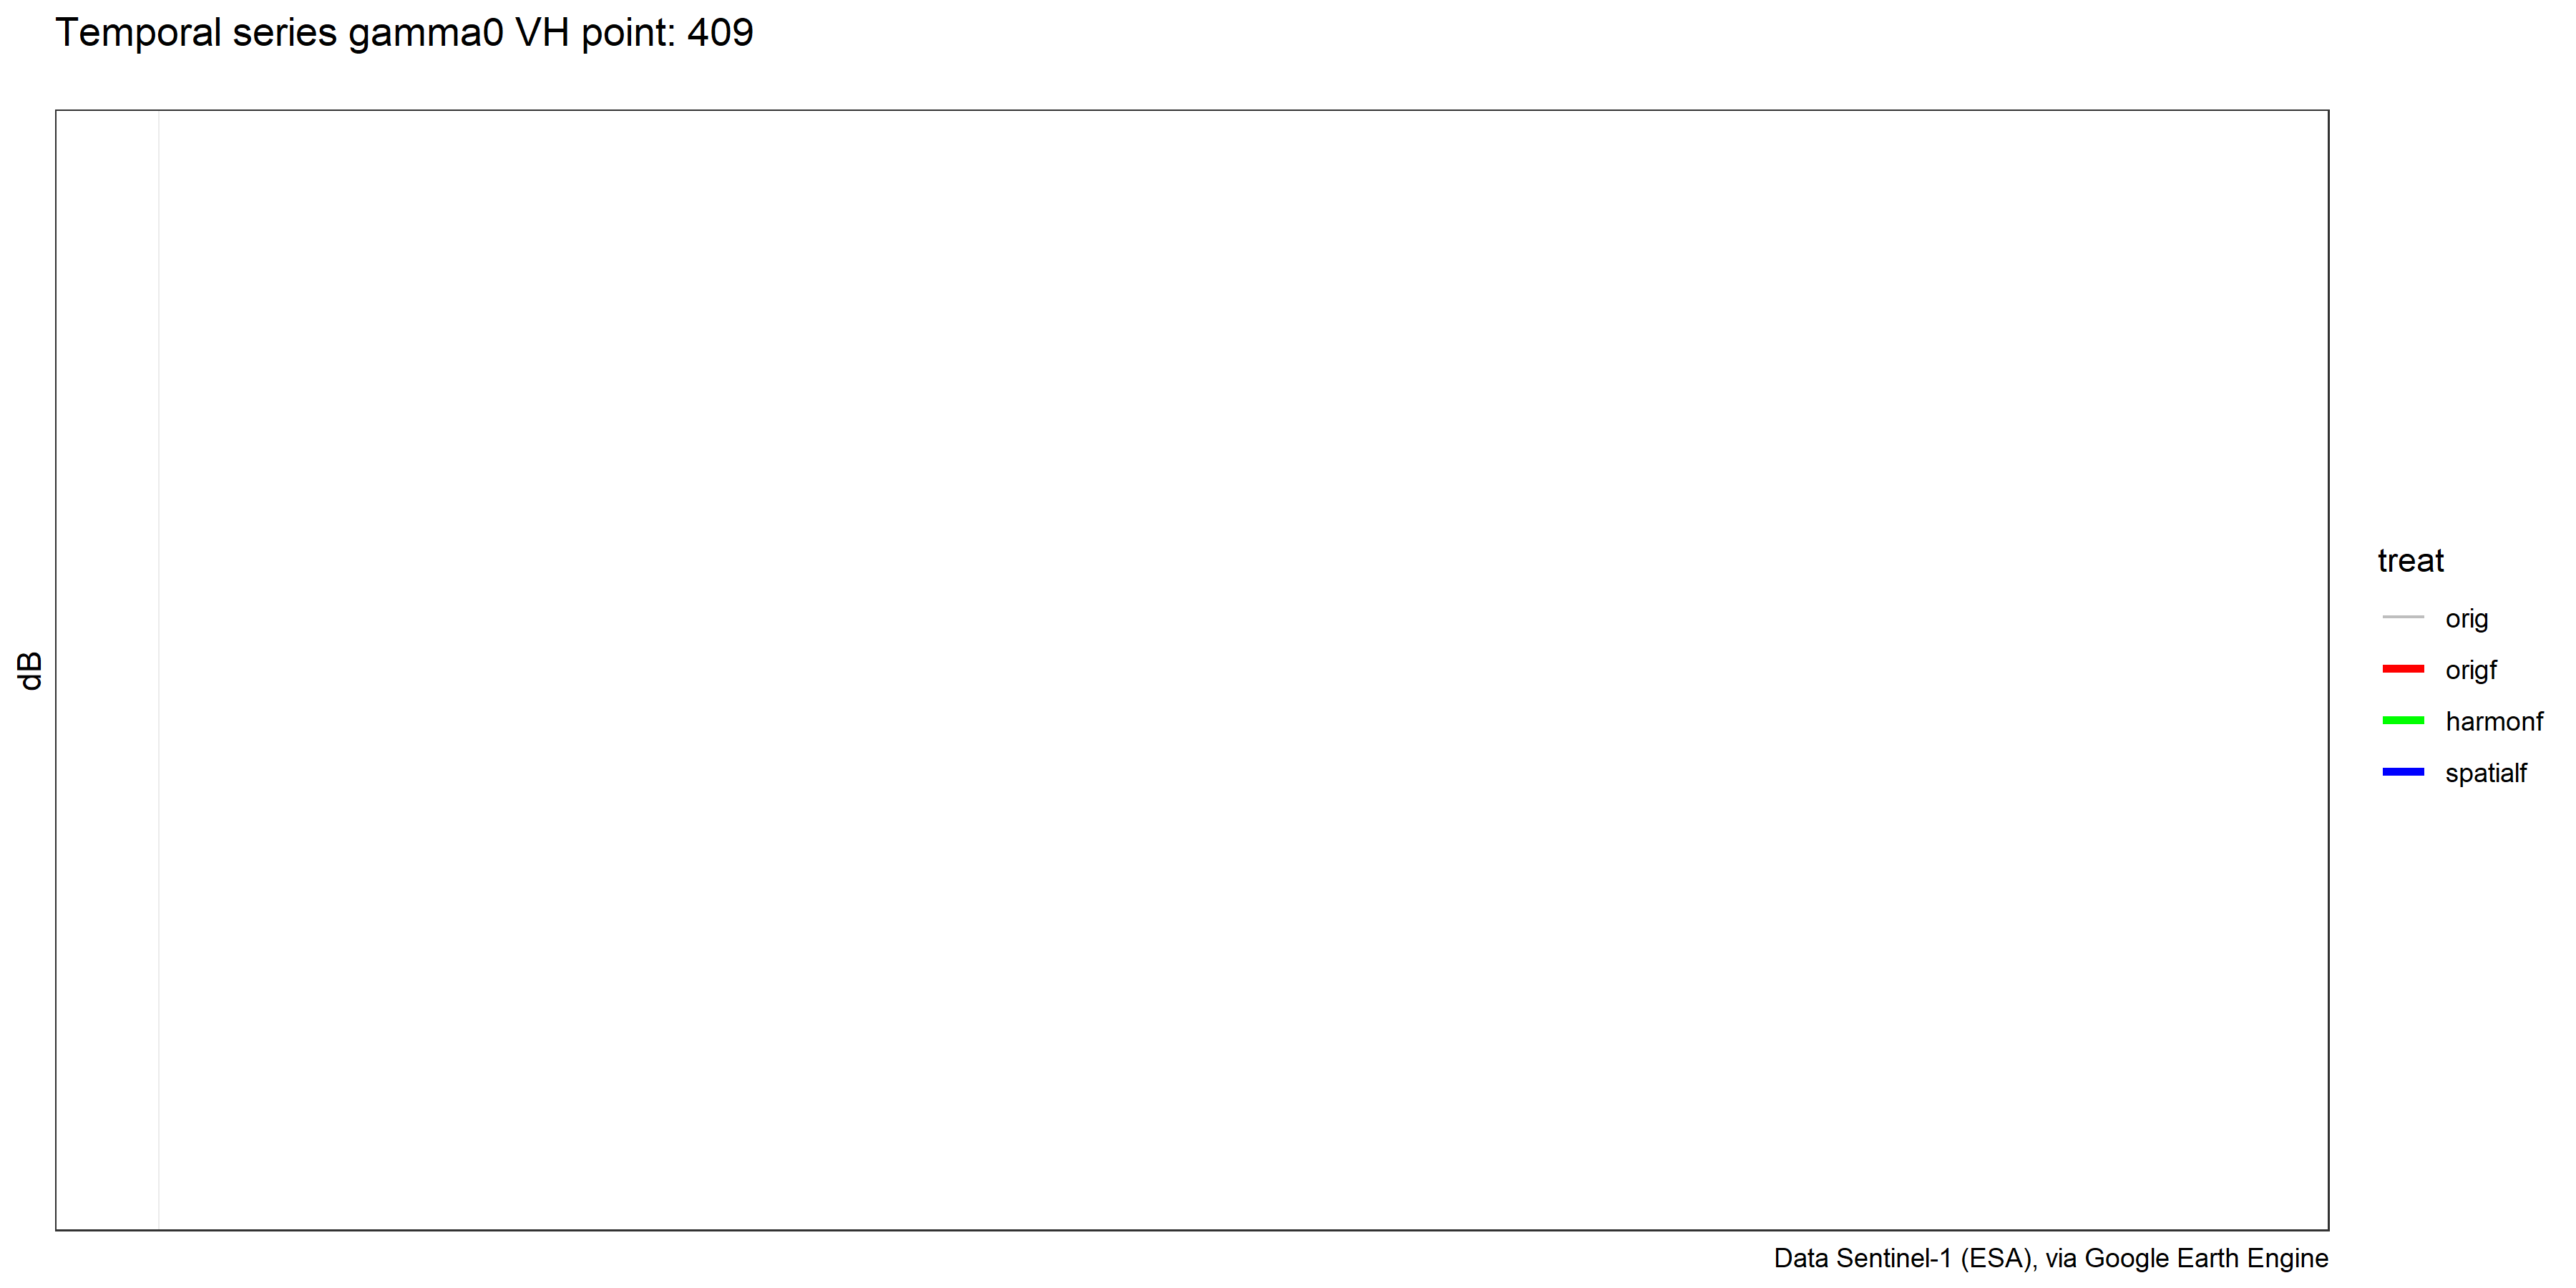 Temporal series gamma0 VH point: 409
dB
treat
orig
origf
harmonf
spatialf
Data Sentinel-1 (ESA), via Google Earth Engine